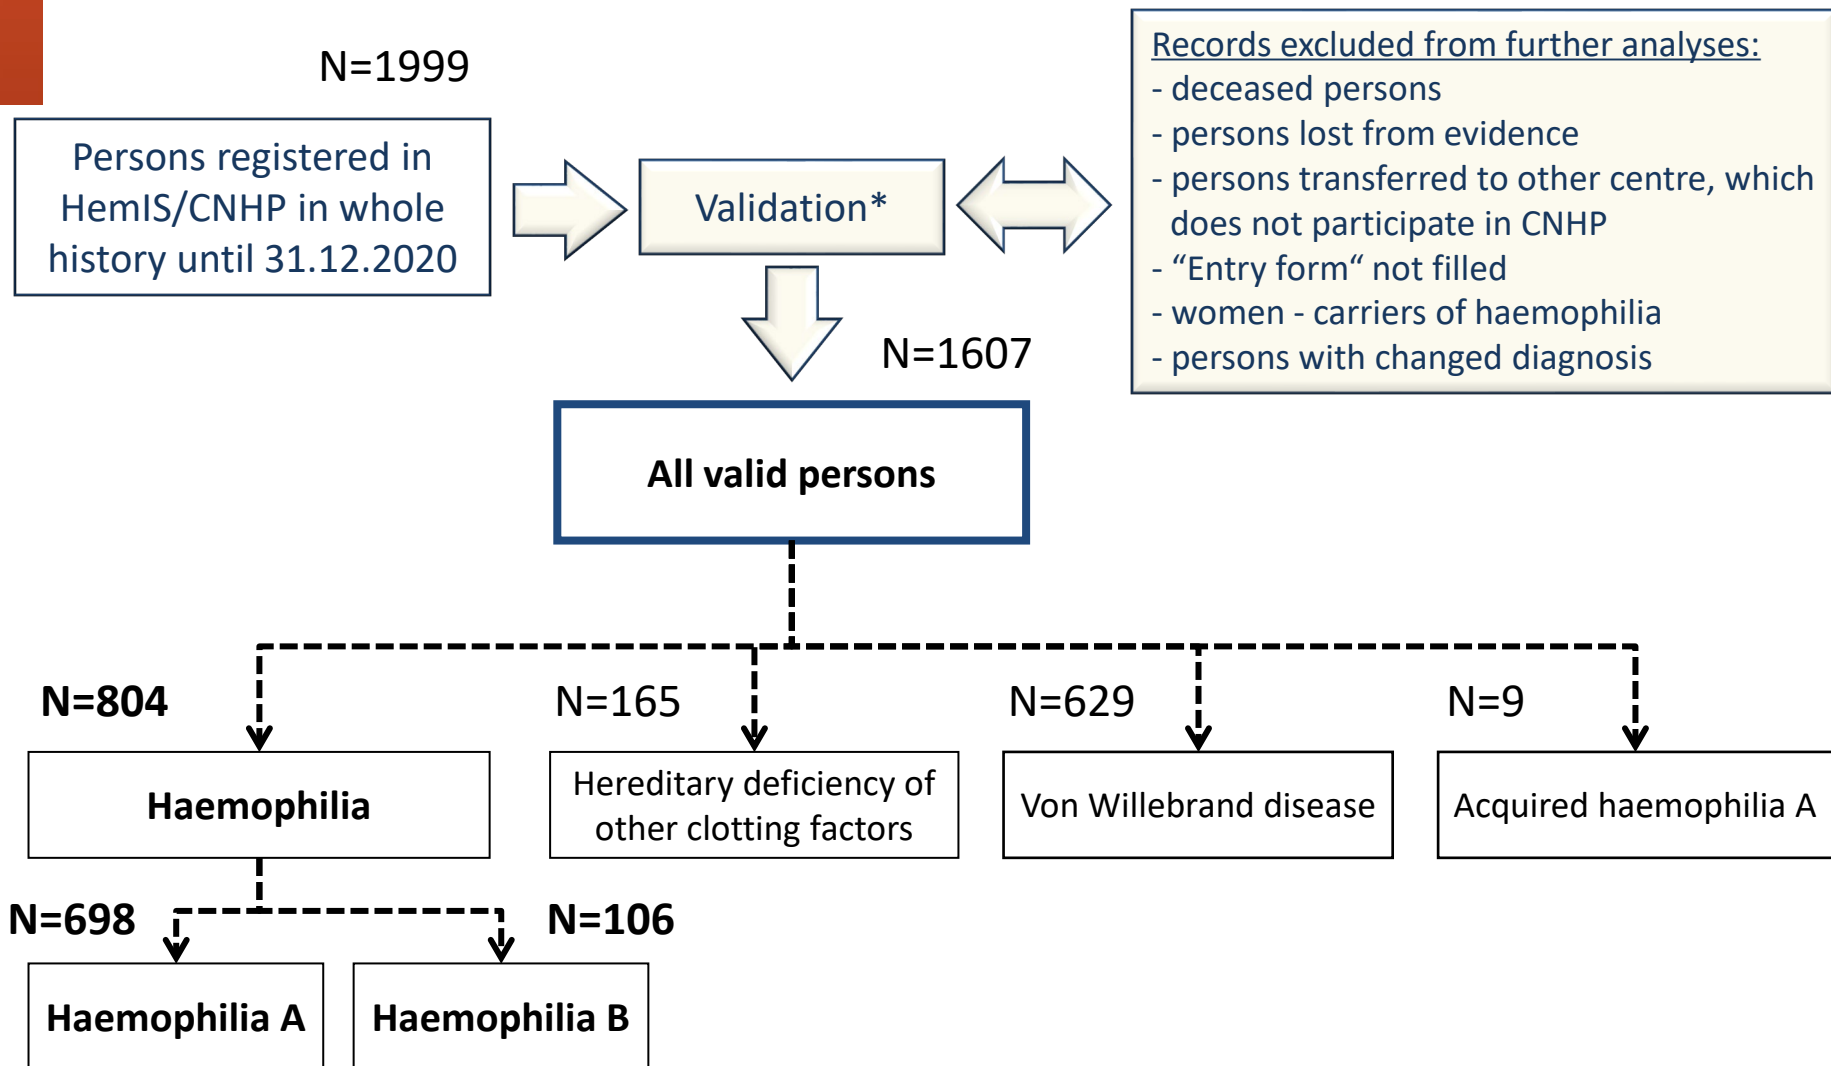 N=1999
Persons registered in
HemIS/CNHP in whole
history until 31.12.2020
Validation*
Records excluded from further analyses:
- deceased persons
- persons lost from evidence
- persons transferred to other centre, which
does not participate in CNHP
- “Entry form“ not filled
- women - carriers of haemophilia
- persons with changed diagnosis
N=1607
All valid persons
N=804
N=165
N=629
N=9
Haemophilia
Hereditary deficiency of
other clotting factors
Von Willebrand disease
Acquired haemophilia A
N=698
N=106
Haemophilia A
Haemophilia B